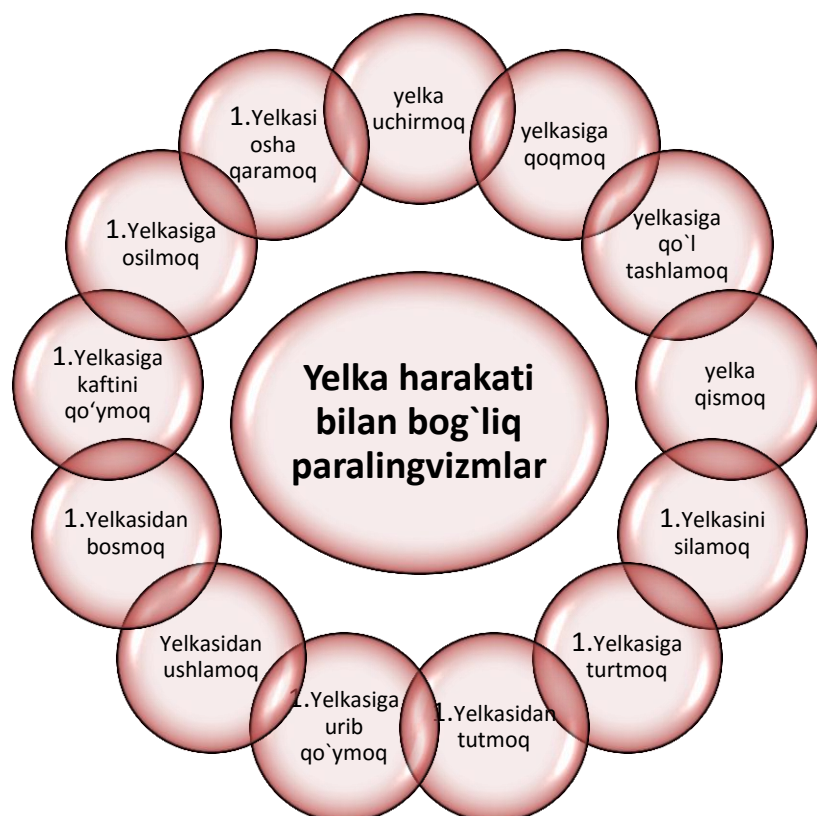 yelka
uchirmoq
yelkasiga
qoqmoq
yelkasiga
qo`l
tashlamoq
yelka
qismoq
1.Yelkasini
silamoq
1.Yelkasiga
turtmoq
1.Yelkasidan
tutmoq
1.Yelkasiga
urib
qo`ymoq
Yelkasidan
ushlamoq
1.Yelkasidan
bosmoq
1.Yelkasiga
kaftini
qo‘ymoq
1.Yelkasiga
osilmoq
1.Yelkasi
osha
qaramoq
Yelka harakati
bilan bog`liq
paralingvizmlar